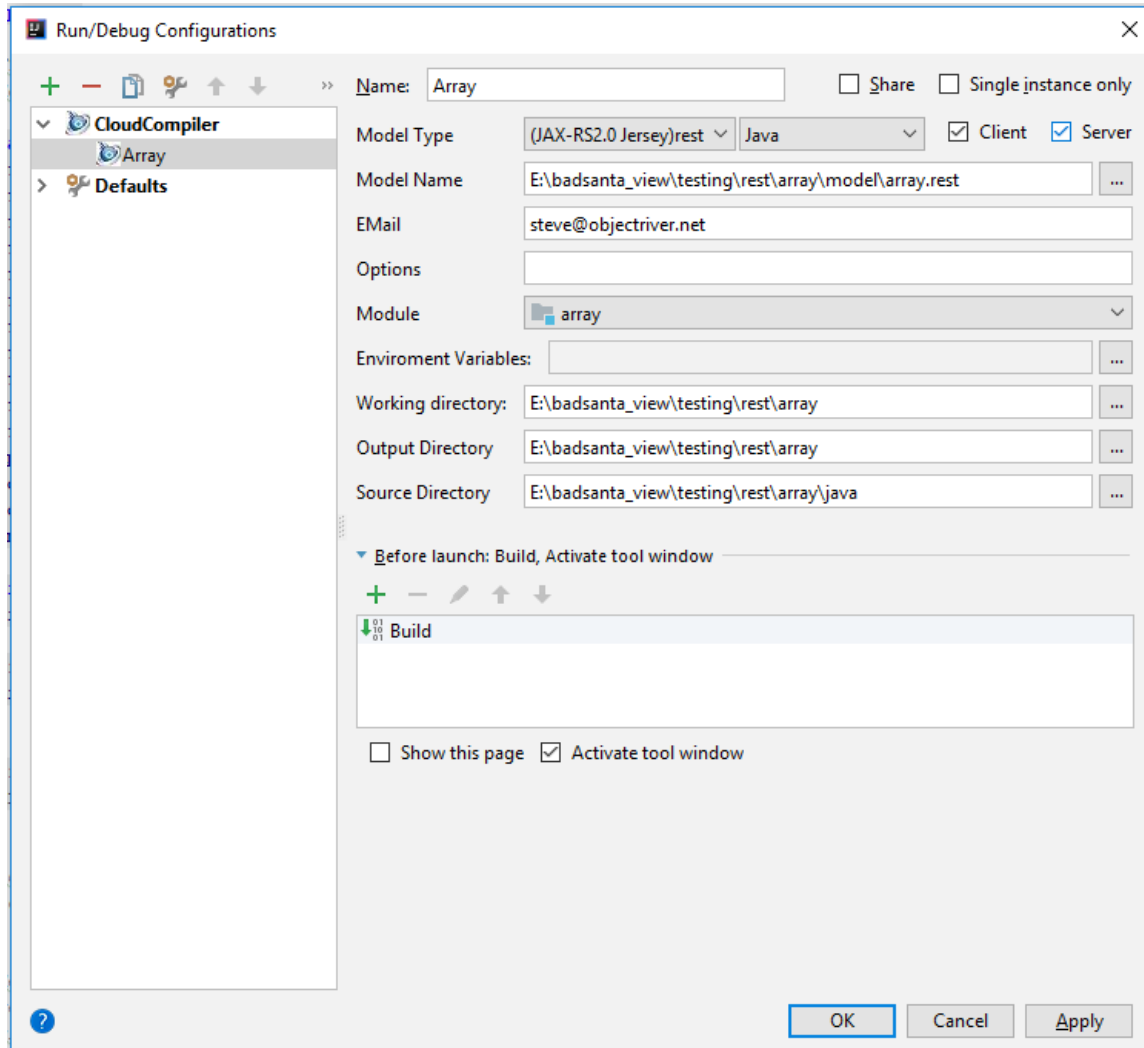 Run/Debug Configurations
Name: Array Share Single instance only
CloudCompiler
Array
Defaults
Model Type (JAX-RS2.0 Jersey)rest Java Client Server
Model Name E:\badsanta_view\testing\rest\array\model\array.rest ...
EMail steve@objectriver.net
Options
Module array
Enviroment Variables: ...
Working directory: E:\badsanta_view\testing\rest\array ...
Output Directory E:\badsanta_view\testing\rest\array ...
Source Directory E:\badsanta_view\testing\rest\array\java ...
Before launch: Build, Activate tool window
Build
Show this page Activate tool window
OK Cancel Apply